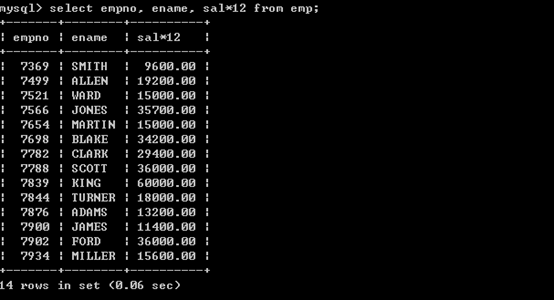 mysql> select empno, ename, sal*12 from emp;
+-------+--------+----------+
| empno | ename | sal*12 |
+-------+--------+----------+
| 7369 | SMITH | 9600.00 |
| 7499 | ALLEN | 19200.00 |
| 7521 | WARD | 15000.00 |
| 7566 | JONES | 35700.00 |
| 7654 | MARTIN | 15000.00 |
| 7698 | BLAKE | 34200.00 |
| 7782 | CLARK | 29400.00 |
| 7788 | SCOTT | 36000.00 |
| 7839 | KING | 60000.00 |
| 7844 | TURNER | 18000.00 |
| 7876 | ADAMS | 13200.00 |
| 7900 | JAMES | 11400.00 |
| 7902 | FORD | 36000.00 |
| 7934 | MILLER | 15600.00 |
+-------+--------+----------+
14 rows in set (0.06 sec)